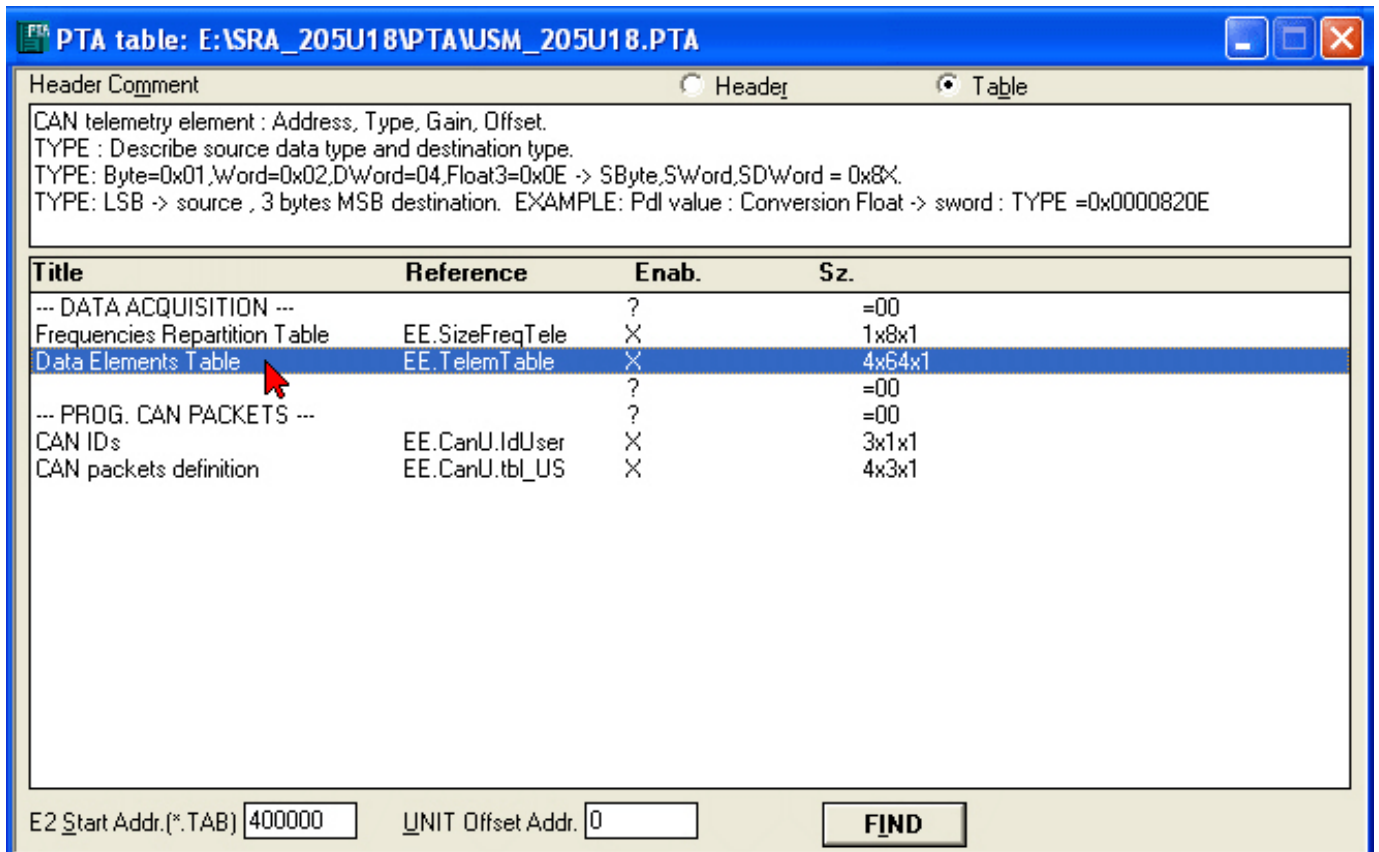 PTA table: E:\SRA_205U18\PTA\USM_205U18.PTA
Header Comment Header Table
CAN telemetry element : Address, Type, Gain, Offset.
TYPE : Describe source data type and destination type.
TYPE: Byte=0x01,Word=0x02,DWord=04,Float3=0x0E -> SByte,SWord,SDWord = 0x8X.
TYPE: LSB -> source , 3 bytes MSB destination. EXAMPLE: Pdl value : Conversion Float -> sword : TYPE =0x0000820E
Title Reference Enab. Sz.
--- DATA ACQUISITION --- ? =00
Frequencies Repartition Table EE.SizeFreqTele X 1x8x1
Data Elements Table EE.TelemTable X 4x64x1
? =00
--- PROG. CAN PACKETS --- ? =00
CAN IDs EE.CanU.IdUser X 3x1x1
CAN packets definition EE.CanU.tbl_US X 4x3x1
E2 Start Addr.(*.TAB) 400000 UNIT Offset Addr. 0 FIND